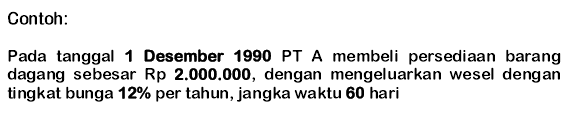 Contoh:
Pada tanggal 1 Desember 1990 PT A membeli persediaan barang
dagang sebesar Rp 2.000.000, dengan mengeluarkan wesel dengan
tingkat bunga 12% per tahun, jangka waktu 60 hari